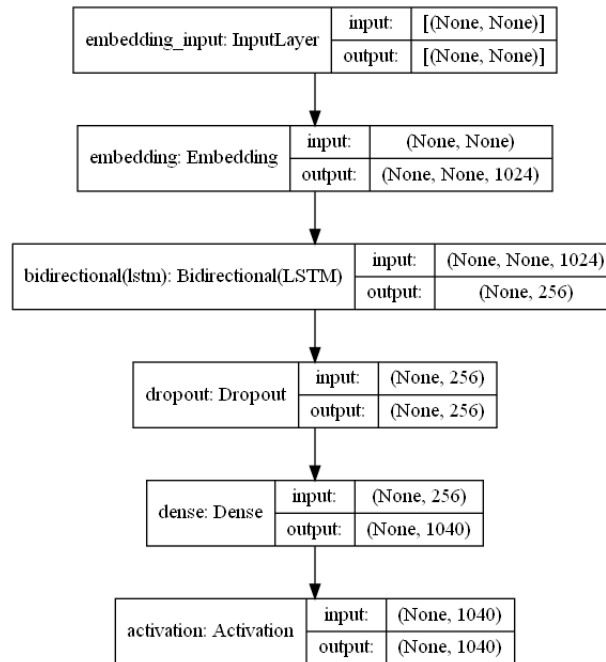 embedding_input: InputLayer
input: [(None, None)]
output: [(None, None)]
embedding: Embedding
input: (None, None)
output: (None, None, 1024)
bidirectional(lstm): Bidirectional(LSTM)
input: (None, None, 1024)
output: (None, 256)
dropout: Dropout
input: (None, 256)
output: (None, 256)
dense: Dense
input: (None, 256)
output: (None, 1040)
activation: Activation
input: (None, 1040)
output: (None, 1040)